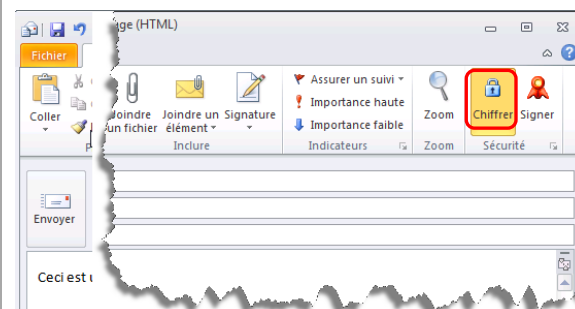 ge (HTML)
Fichier
Coller
Joindre un fichier
Joindre un élément
Signature
Inclure
Assurer un suivi
Importance haute
Importance faible
Indicateurs
Zoom
Zoom
Chiffrer
Signer
Sécurité
Envoyer
Ceci est